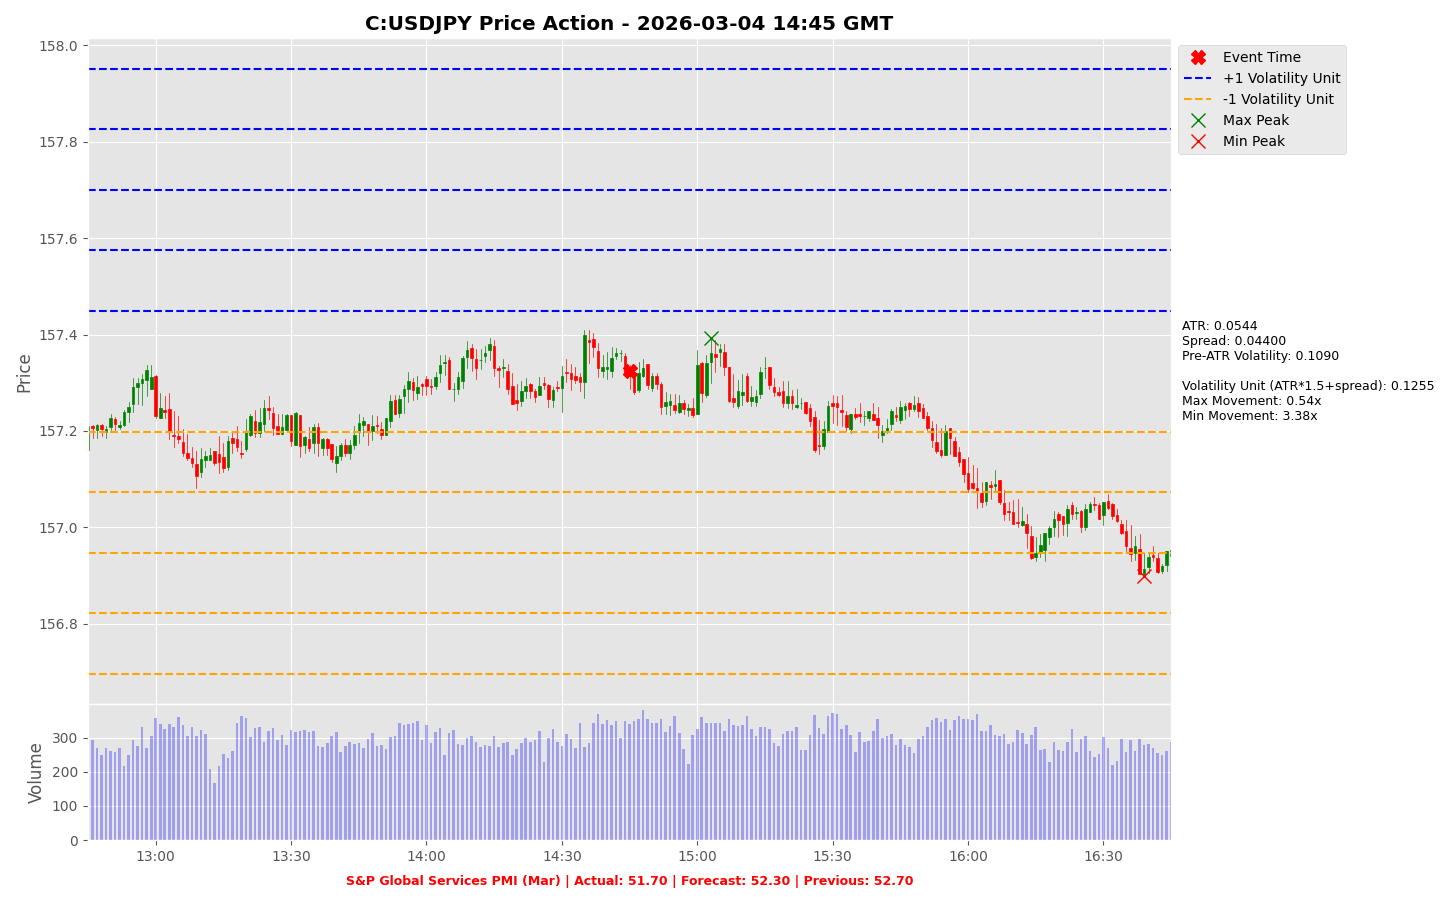 C:USDJPY Price Action - 2026-03-04 14:45 GMT
158.0
157.8
157.6
157.4
157.2
157.0
156.8
Price
Event Time
+1 Volatility Unit
-1 Volatility Unit
Max Peak
Min Peak
ATR: 0.0544
Spread: 0.04400
Pre-ATR Volatility: 0.1090
Volatility Unit (ATR*1.5+spread): 0.1255
Max Movement: 0.54x
Min Movement: 3.38x
300
200
100
0
Volume
13:00 13:30 14:00 14:30 15:00 15:30 16:00 16:30
S&P Global Services PMI (Mar) | Actual: 51.70 | Forecast: 52.30 | Previous: 52.70